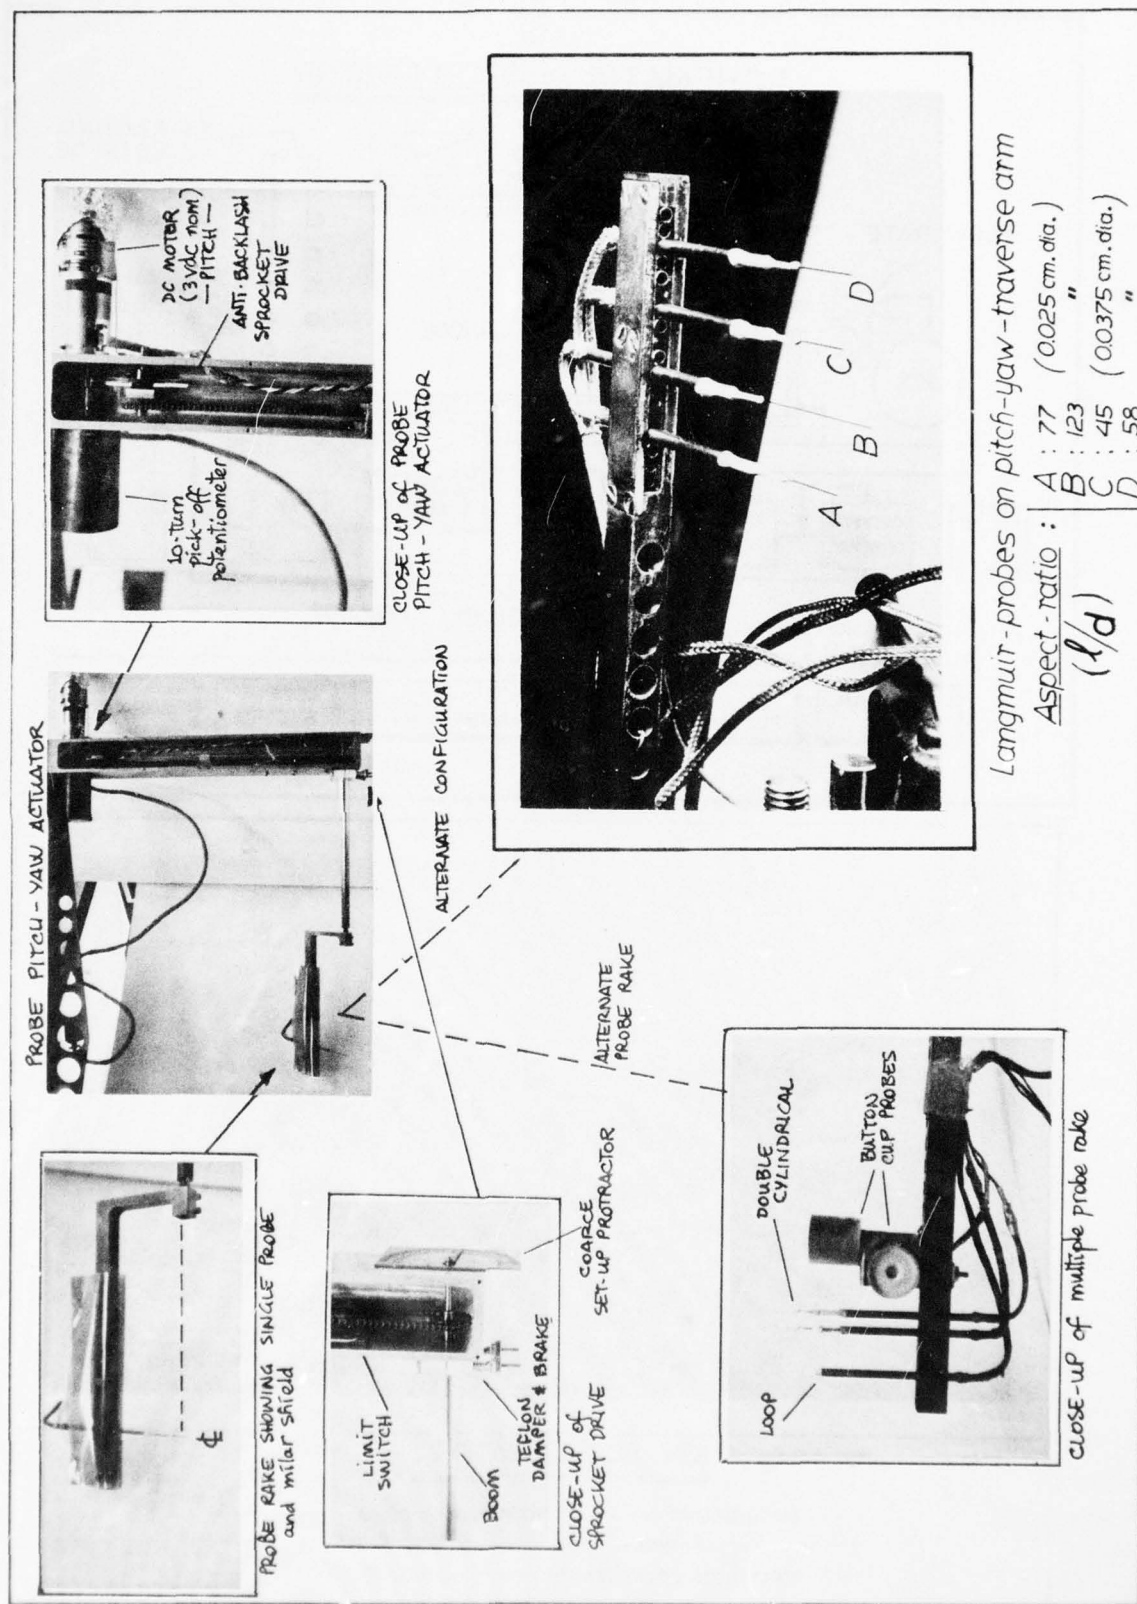 PROBE RAKE SHOWING SINGLE PROBE
and milar shield
℄
PROBE PITCH-YAW ACTUATOR
10-turn
pick-off
potentiometer
DC MOTOR
(3 vdc nom)
— PITCH —
ANTI-BACKLASH
SPROCKET
DRIVE
CLOSE-UP OF PROBE
PITCH-YAW ACTUATOR
LIMIT
SWITCH
BOOM
TEFLON
DAMPER & BRAKE
COARCE
SET-UP PROTRACTOR
CLOSE-UP of
SPROCKET DRIVE
ALTERNATE CONFIGURATION
ALTERNATE
PROBE RAKE
LOOP
DOUBLE
CYLINDRICAL
BUTTON
CUP PROBES
CLOSE-UP of multiple probe rake
A
B
C
D
Langmuir-probes on pitch-yaw-traverse arm
Aspect-ratio :
(l/d)
A : 77 (0.025 cm. dia.)
B : 123 "
C : 45 (0.0375 cm. dia.)
D : 58 "